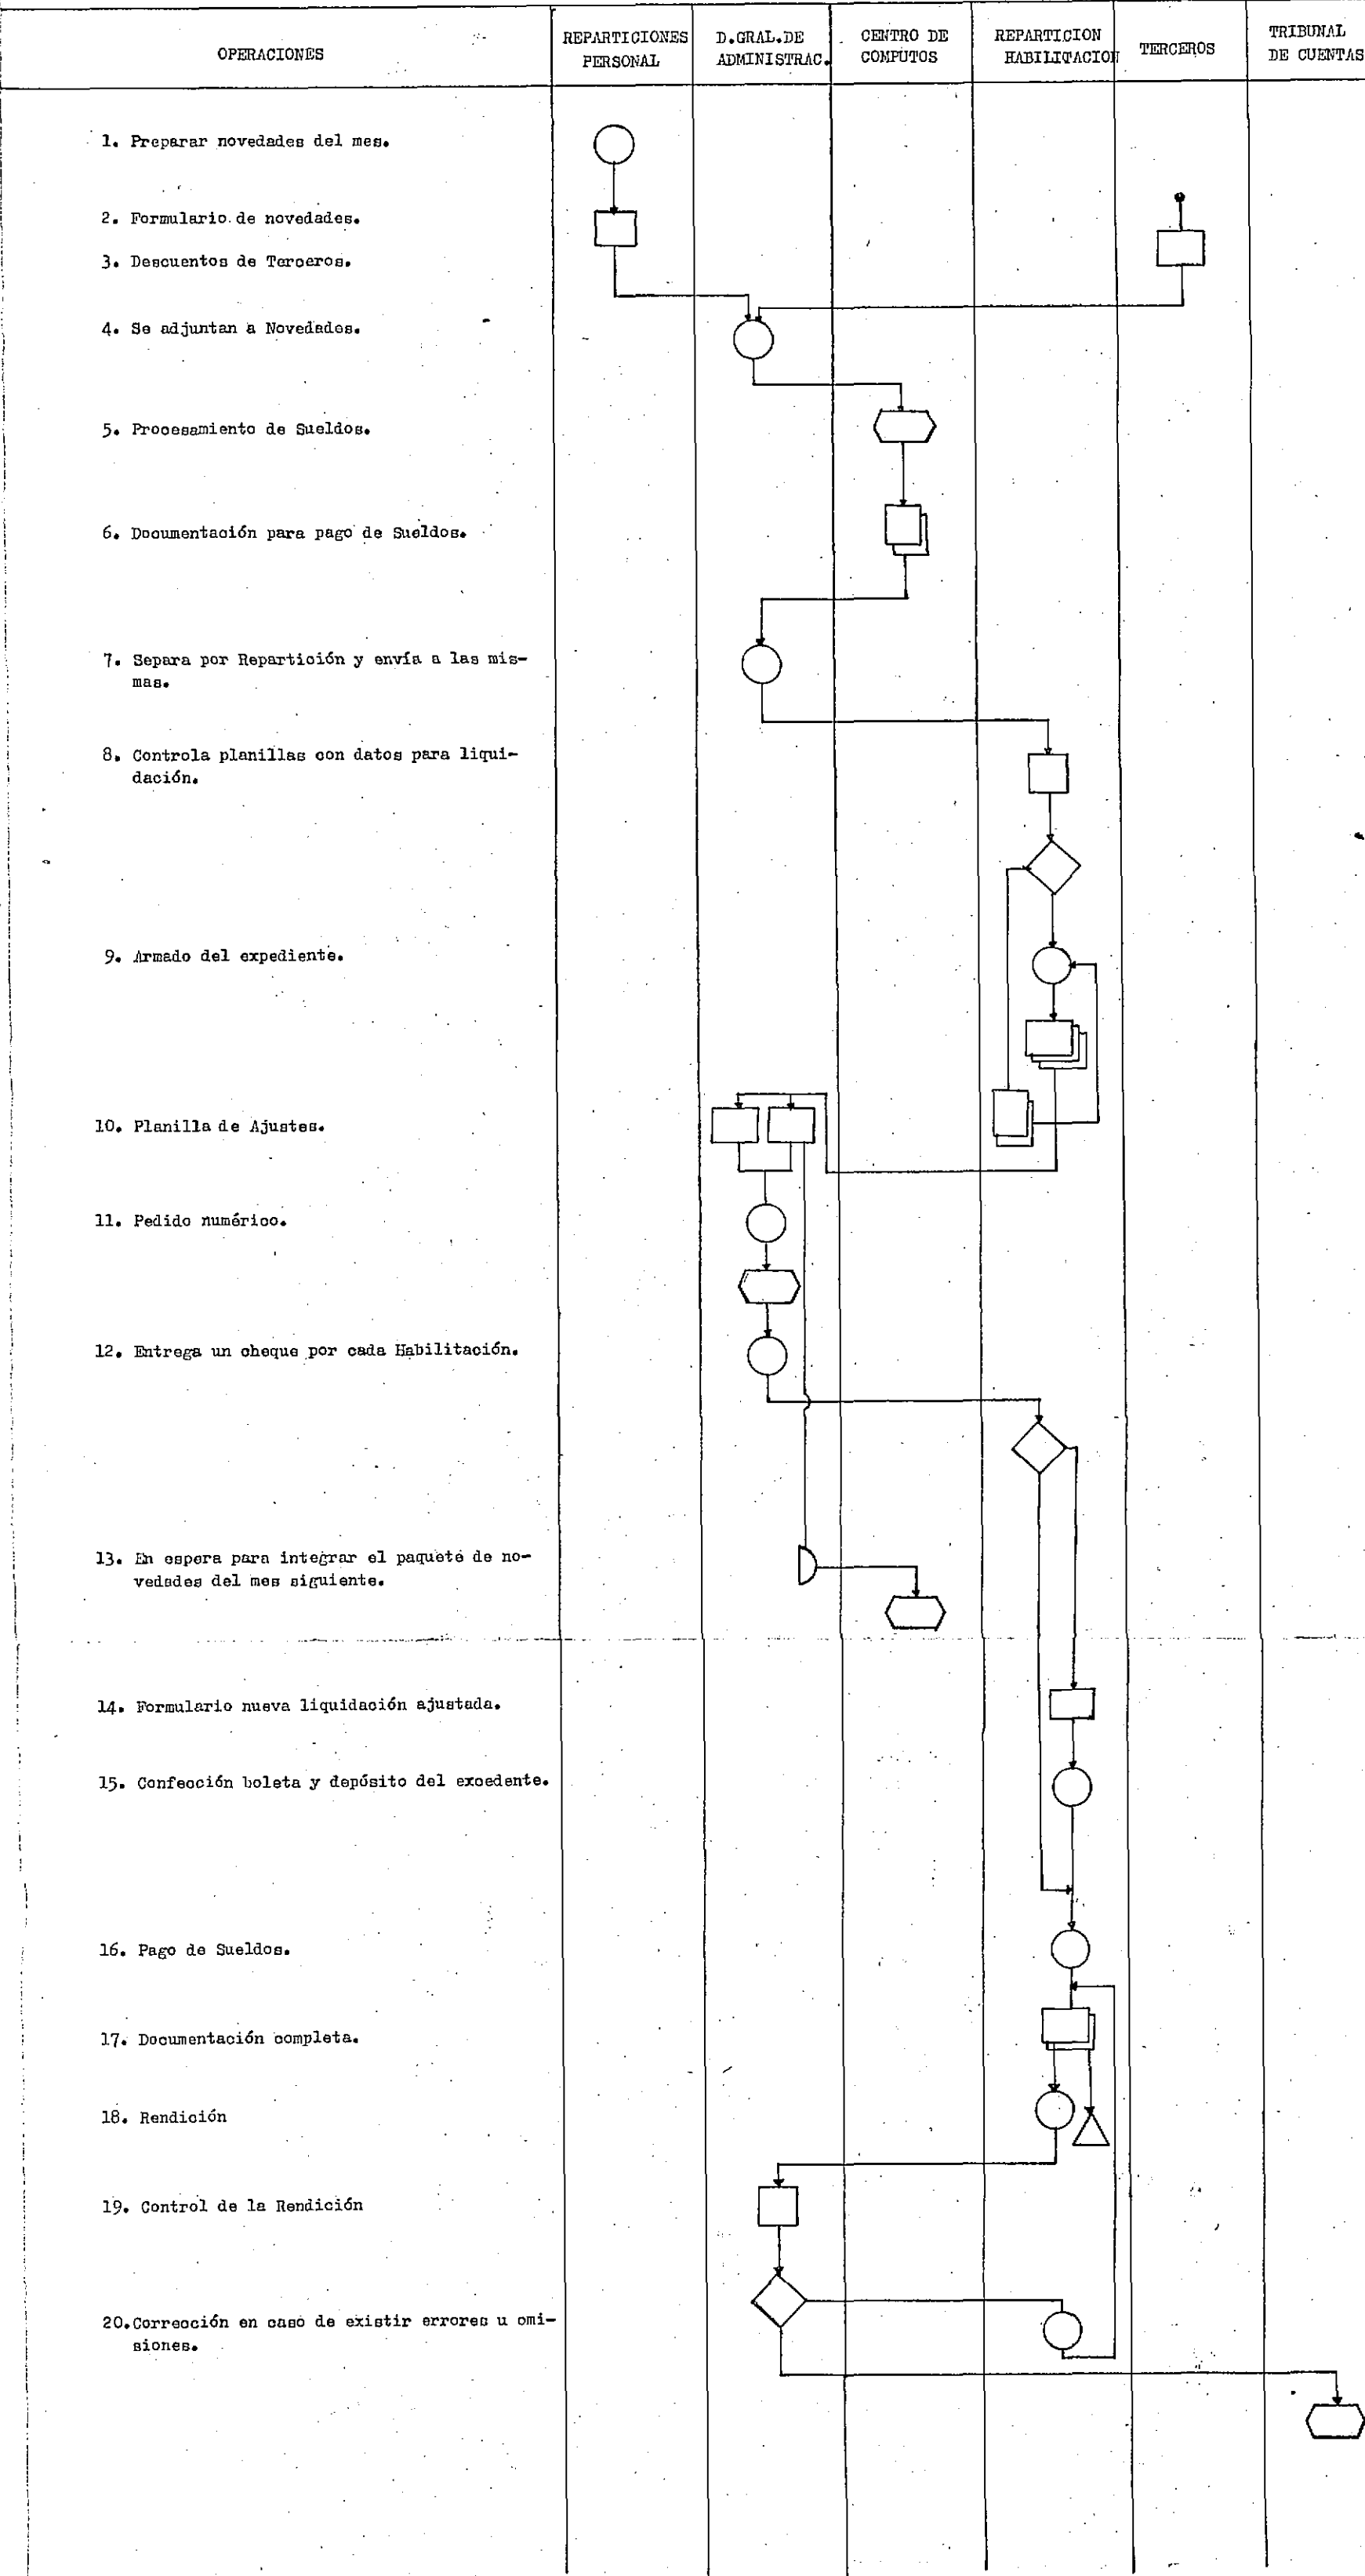 OPERACIONES
REPARTICIONES
PERSONAL
D.GRAL.DE
ADMINISTRAC.
CENTRO DE
COMPUTOS
REPARTICION
HABILITACION
TERCEROS
TRIBUNAL
DE CUENTAS
1. Preparar novedades del mes.
2. Formulario de novedades.
3. Descuentos de Terceros.
4. Se adjuntan a Novedades.
5. Procesamiento de Sueldos.
6. Documentación para pago de Sueldos.
7. Separa por Repartición y envía a las mis-
mas.
8. Controla planillas con datos para liqui-
dación.
9. Armado del expediente.
10. Planilla de Ajustes.
11. Pedido numérico.
12. Entrega un cheque por cada Habilitación.
13. En espera para integrar el paquete de no-
vedades del mes siguiente.
14. Formulario nueva liquidación ajustada.
15. Confección boleta y depósito del excedente.
16. Pago de Sueldos.
17. Documentación completa.
18. Rendición
19. Control de la Rendición
20.Corrección en caso de existir errores u omi-
siones.